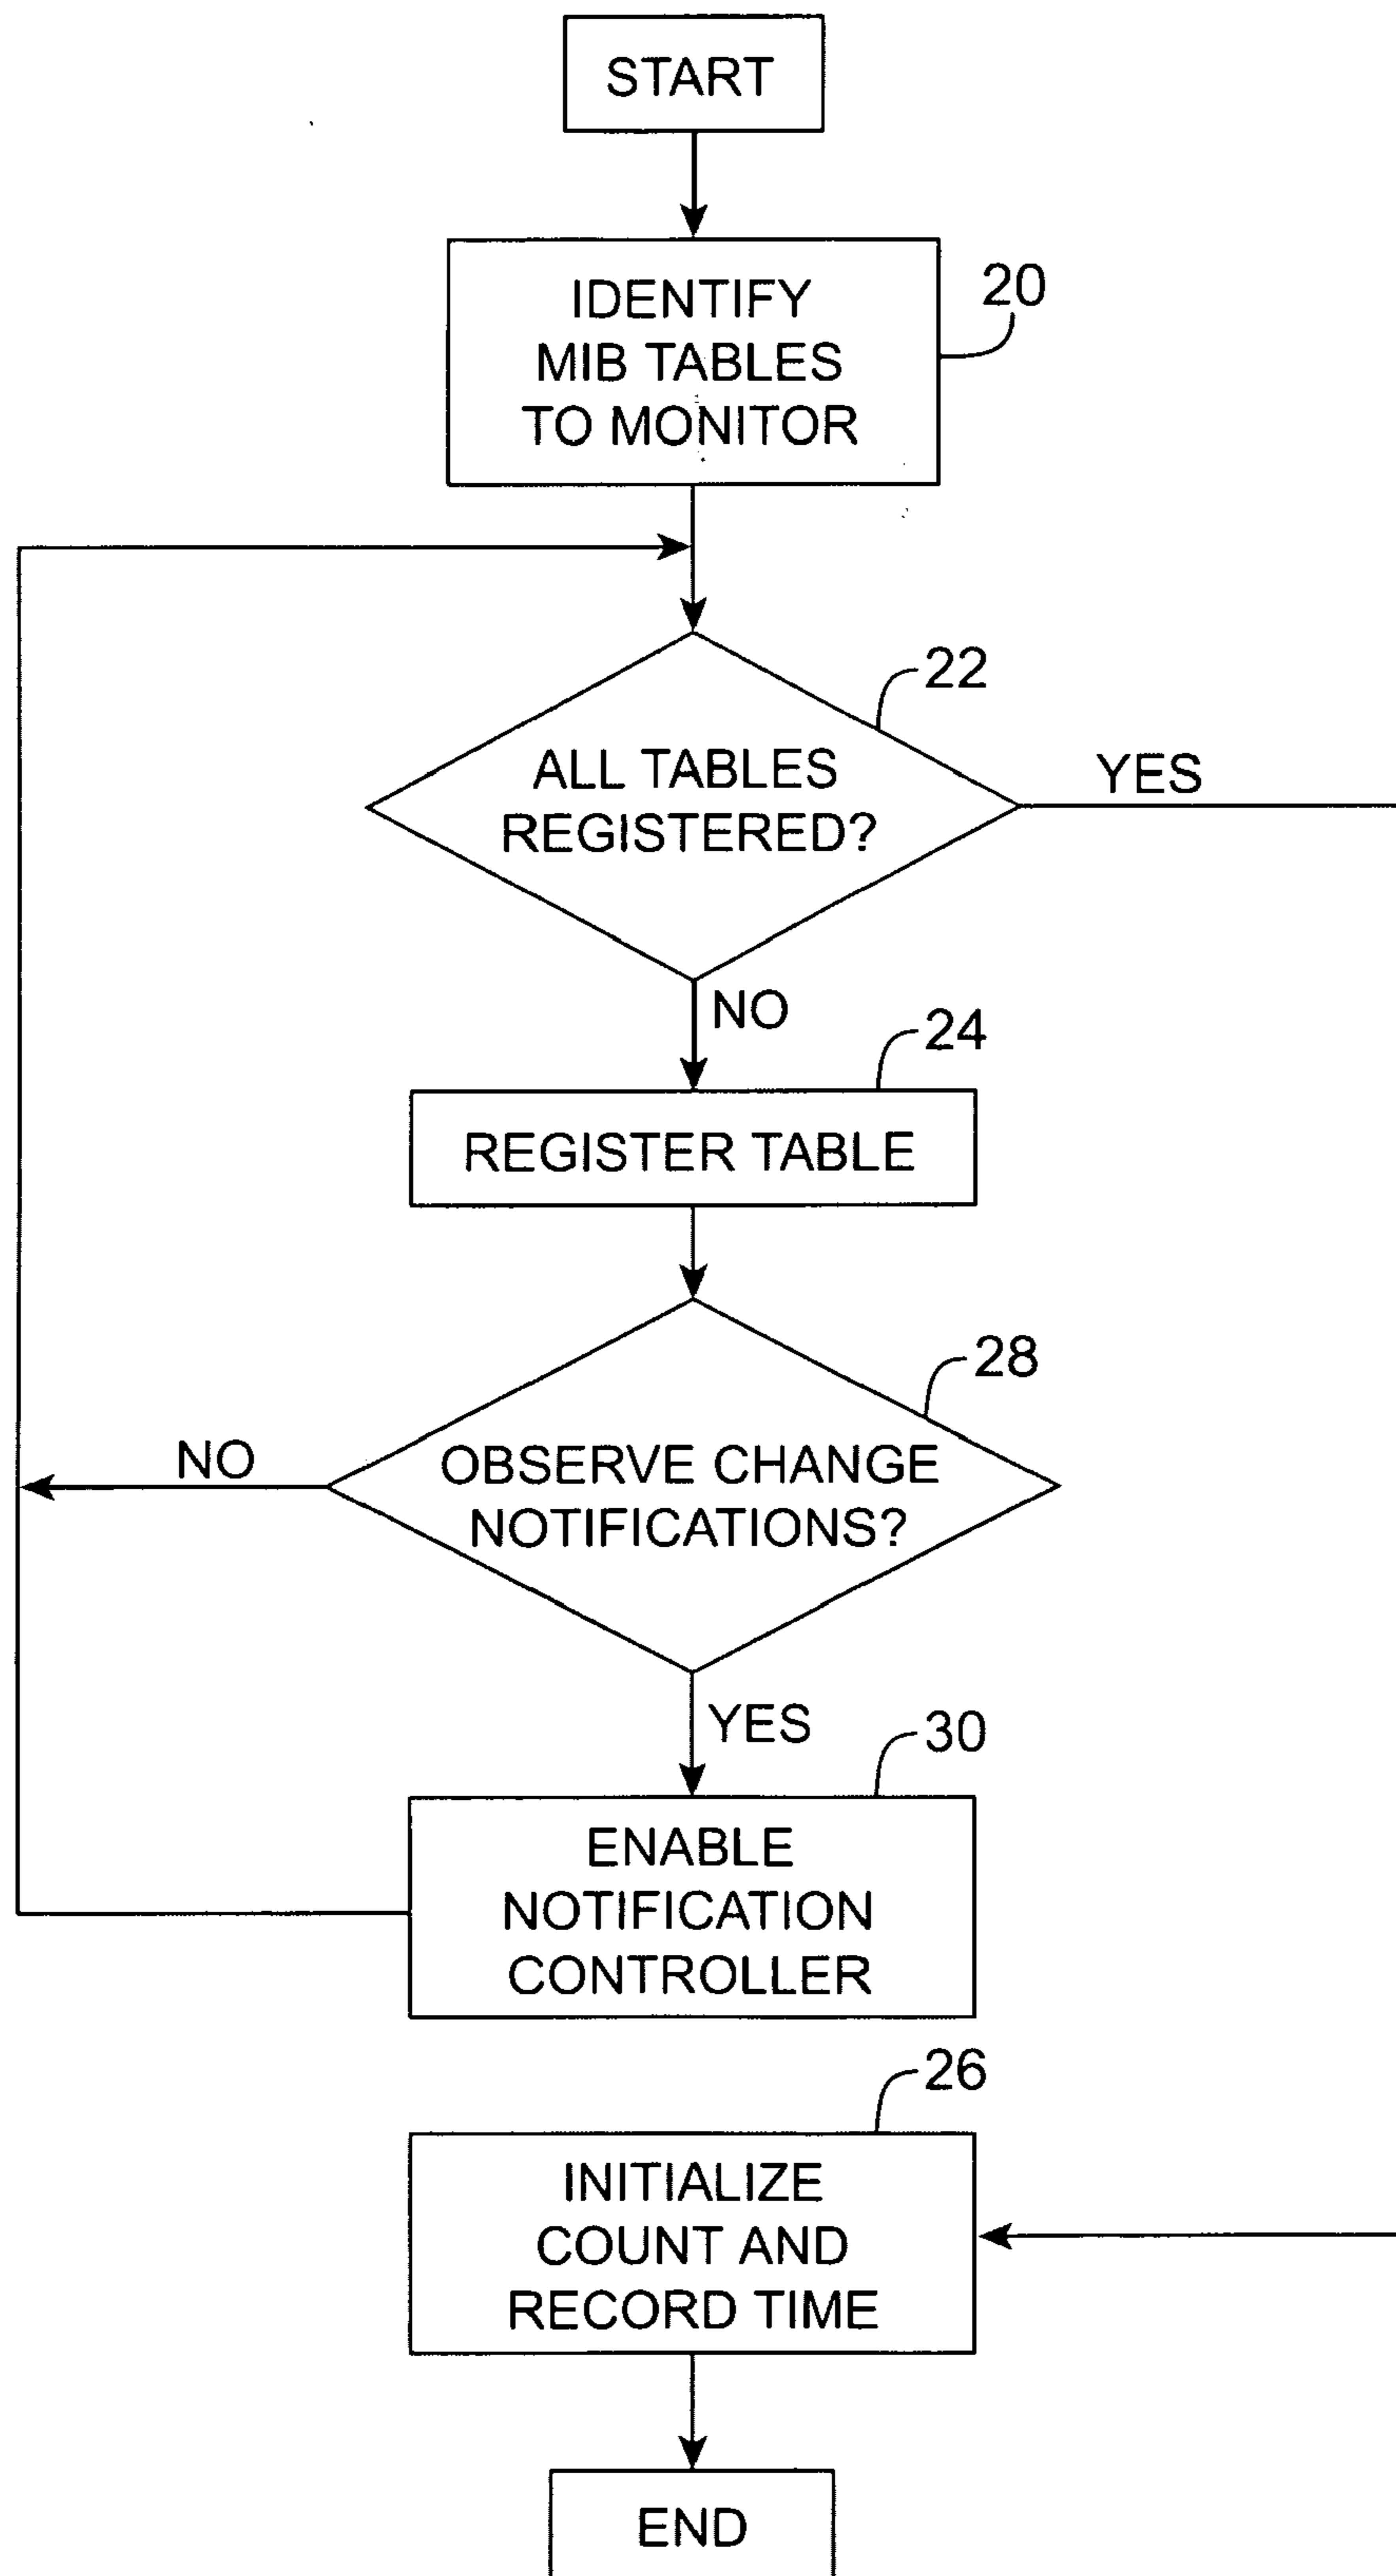 START
IDENTIFY
MIB TABLES
TO MONITOR
20
22
ALL TABLES
REGISTERED?
YES
NO
24
REGISTER TABLE
28
OBSERVE CHANGE
NOTIFICATIONS?
NO
YES
30
ENABLE
NOTIFICATION
CONTROLLER
26
INITIALIZE
COUNT AND
RECORD TIME
END